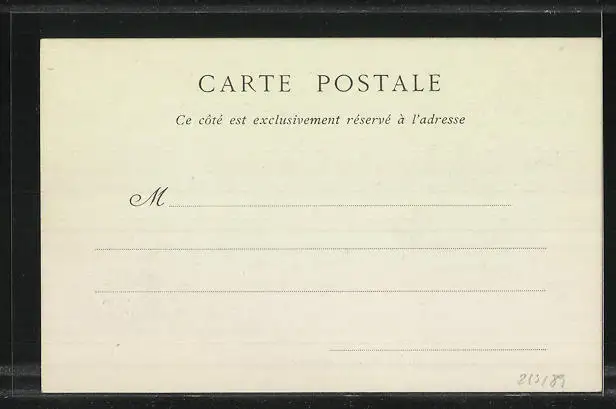 CARTE POSTALE
Ce côté est exclusivement réservé à l'adresse
M